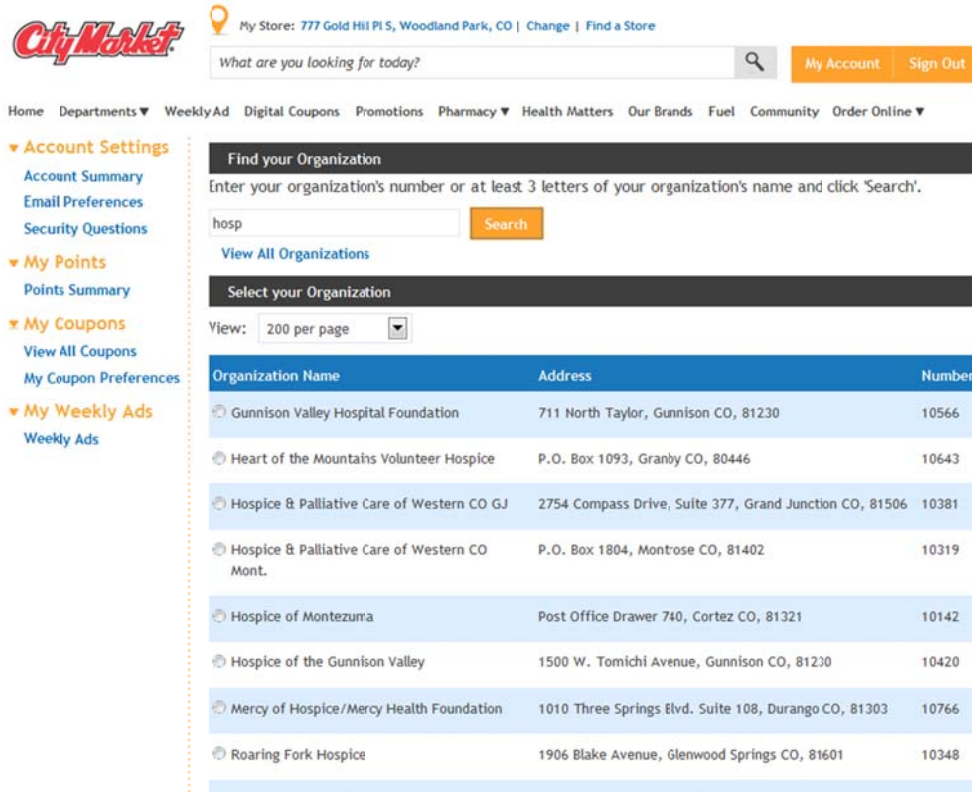 City Market.
My Store: 777 Gold Hill Pl S, Woodland Park, CO | Change | Find a Store
What are you looking for today?
My Account Sign Out
Home Departments▼ Weekly Ad Digital Coupons Promotions Pharmacy▼ Health Matters Our Brands Fuel Community Order Online▼
Account Settings
Account Summary
Email Preferences
Security Questions
My Points
Points Summary
My Coupons
View All Coupons
My Coupon Preferences
My Weekly Ads
Weekly Ads
Find your Organization
Enter your organization's number or at least 3 letters of your organization's name and click 'Search'.
hosp Search
View All Organizations
Select your Organization
View: 200 per page
Organization Name Address Number
Gunnison Valley Hospital Foundation 711 North Taylor, Gunnison CO, 81230 10566
Heart of the Mountains Volunteer Hospice P.O. Box 1093, Granby CO, 80446 10643
Hospice & Palliative Care of Western CO GJ 2754 Compass Drive, Suite 377, Grand Junction CO, 81506 10381
Hospice & Palliative Care of Western CO P.O. Box 1804, Montrose CO, 81402 10319
Mont.
Hospice of Montezuma Post Office Drawer 740, Cortez CO, 81321 10142
Hospice of the Gunnison Valley 1500 W. Tomichi Avenue, Gunnison CO, 81230 10420
Mercy of Hospice/Mercy Health Foundation 1010 Three Springs Blvd. Suite 108, Durango CO, 81303 10766
Roaring Fork Hospice 1906 Blake Avenue, Glenwood Springs CO, 81601 10348